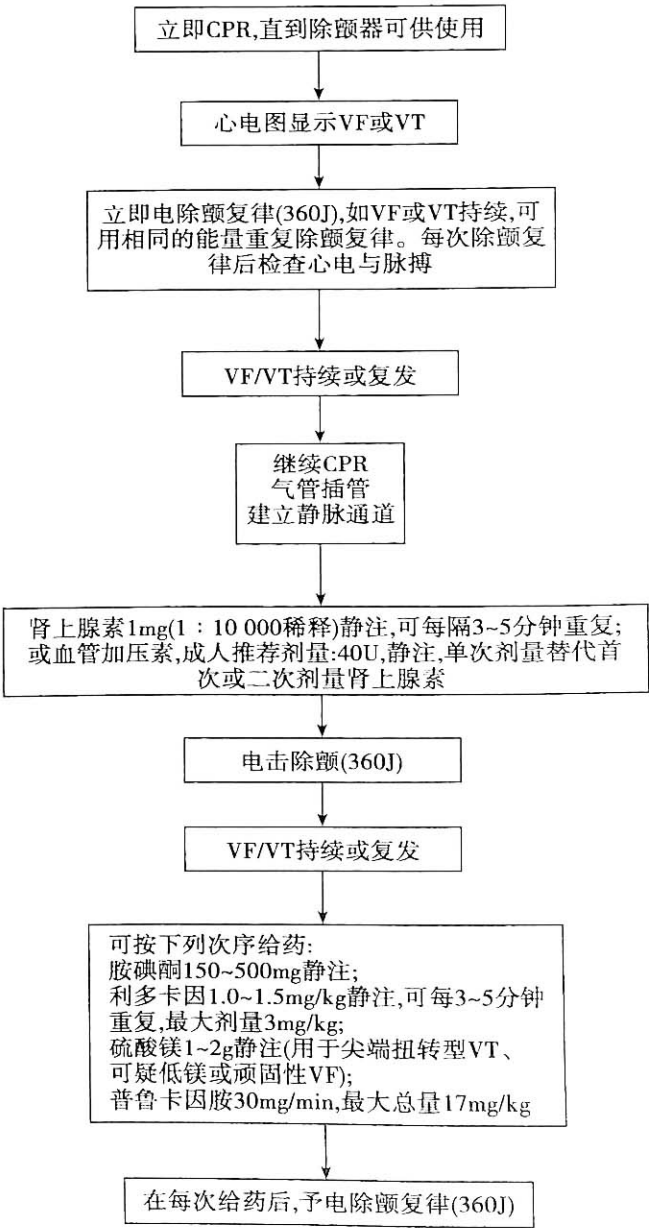 立即CPR,直到除颤器可供使用
心电图显示VF或VT
立即电除颤复律(360J),如VF或VT持续,可
用相同的能量重复除颤复律。每次除颤复
律后检查心电与脉搏
VF/VT持续或复发
继续CPR
气管插管
建立静脉通道
肾上腺素1mg(1∶10 000稀释)静注,可每隔3~5分钟重复;
或血管加压素,成人推荐剂量:40U,静注,单次剂量替代首
次或二次剂量肾上腺素
电击除颤(360J)
VF/VT持续或复发
可按下列次序给药:
胺碘酮150~500mg静注;
利多卡因1.0~1.5mg/kg静注,可每3~5分钟
重复,最大剂量3mg/kg;
硫酸镁1~2g静注(用于尖端扭转型VT、
可疑低镁或顽固性VF);
普鲁卡因胺30mg/min,最大总量17mg/kg
在每次给药后,予电除颤复律(360J)